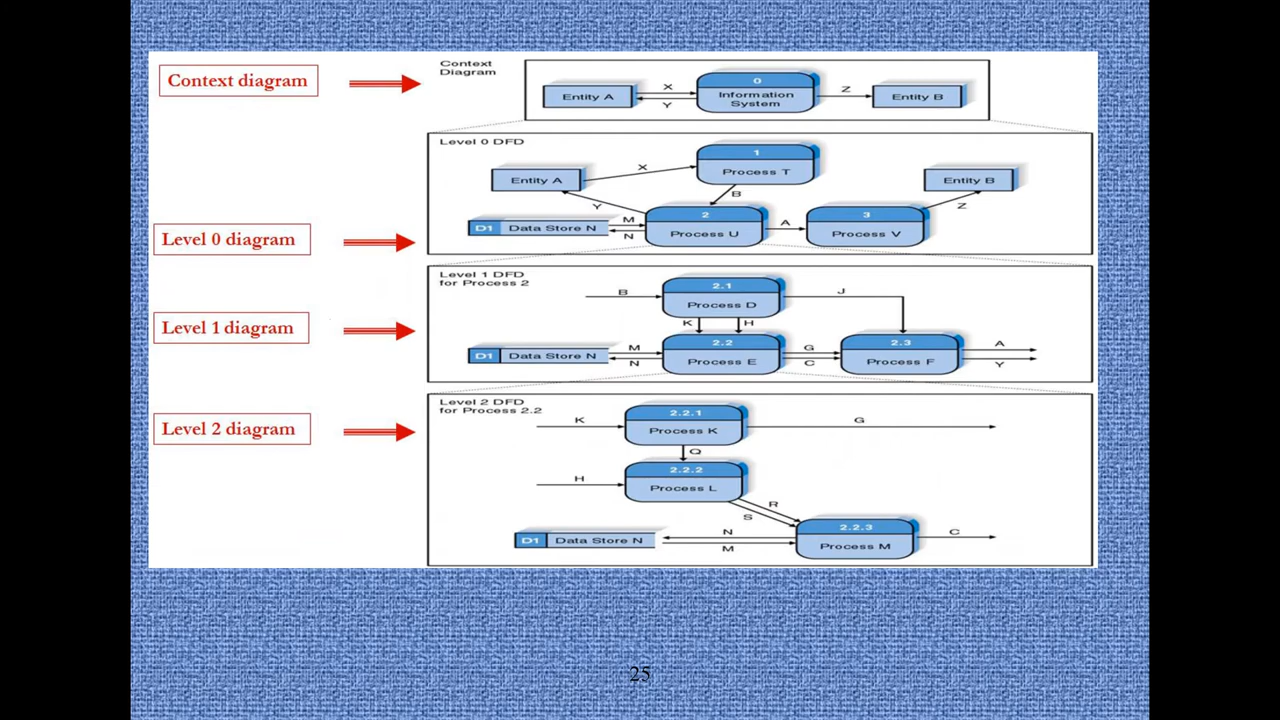 Context diagram
Context
Diagram
Entity A
X
Y
0
Information
System
Z
Entity B
Level 0 diagram
Level 0 DFD
1
Process T
Entity A
X
Entity B
B
Y
Z
D1 Data Store N
M
N
2
Process U
A
3
Process V
Level 1 diagram
Level 1 DFD
for Process 2
B
2.1
Process D
J
K
H
D1 Data Store N
M
N
2.2
Process E
G
C
2.3
Process F
A
Y
Level 2 diagram
Level 2 DFD
for Process 2.2
K
2.2.1
Process K
G
Q
H
2.2.2
Process L
R
S
D1 Data Store N
N
M
2.2.3
Process M
C
25